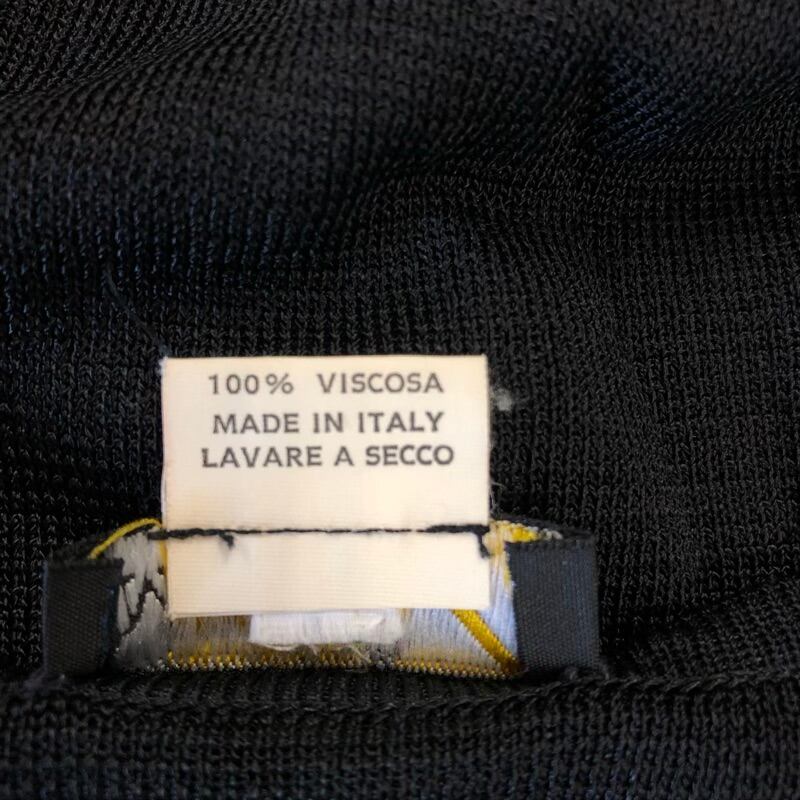 100% VISCOSA
MADE IN ITALY
LAVARE A SECCO